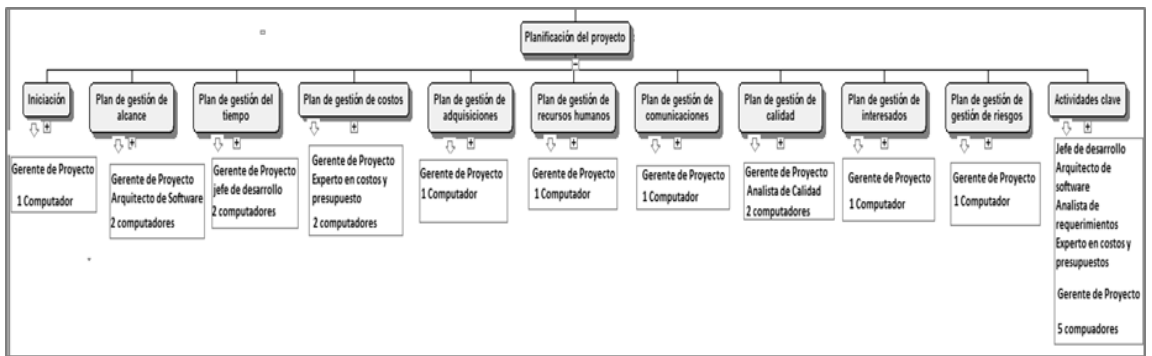 Planificación del proyecto
Iniciación
Gerente de Proyecto
1 Computador
Plan de gestión de
alcance
Gerente de Proyecto
Arquitecto de Software
2 computadores
Plan de gestión del
tiempo
Gerente de Proyecto
jefe de desarrollo
2 computadores
Plan de gestión de costos
Gerente de Proyecto
Experto en costos y
presupuesto
2 computadores
Plan de gestión de
adquisiciones
Gerente de Proyecto
1 Computador
Plan de gestión de
recursos humanos
Gerente de Proyecto
1 Computador
Plan de gestión de
comunicaciones
Gerente de Proyecto
1 Computador
Plan de gestión de
calidad
Gerente de Proyecto
Analista de Calidad
2 computadores
Plan de gestión de
interesados
Gerente de Proyecto
1 Computador
Plan de gestión de
gestión de riesgos
Gerente de Proyecto
1 Computador
Actividades clave
Jefe de desarrollo
Arquitecto de
software
Analista de
requerimientos
Experto en costos y
presupuestos
Gerente de Proyecto
5 compuadores